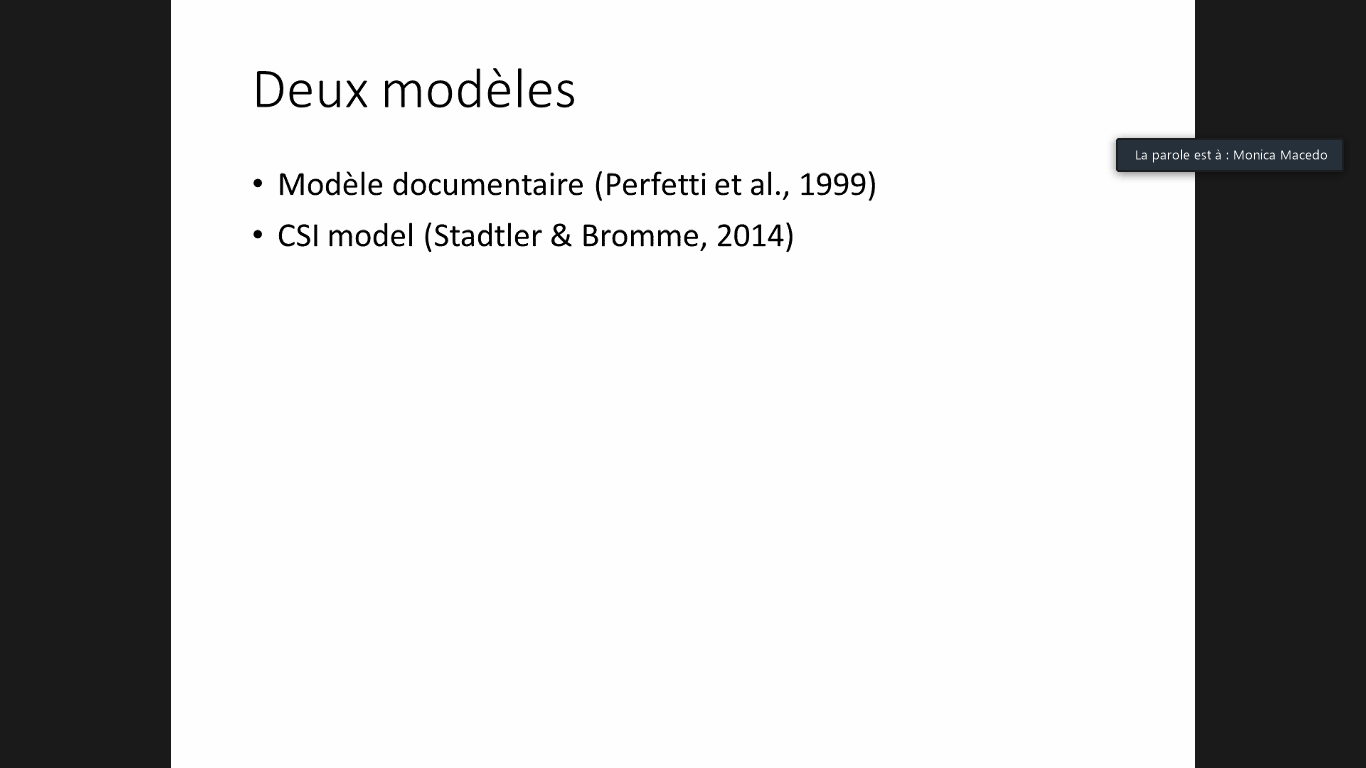 Deux modèles
• Modèle documentaire (Perfetti et al., 1999)
• CSI model (Stadtler & Bromme, 2014)
La parole est à : Monica Macedo